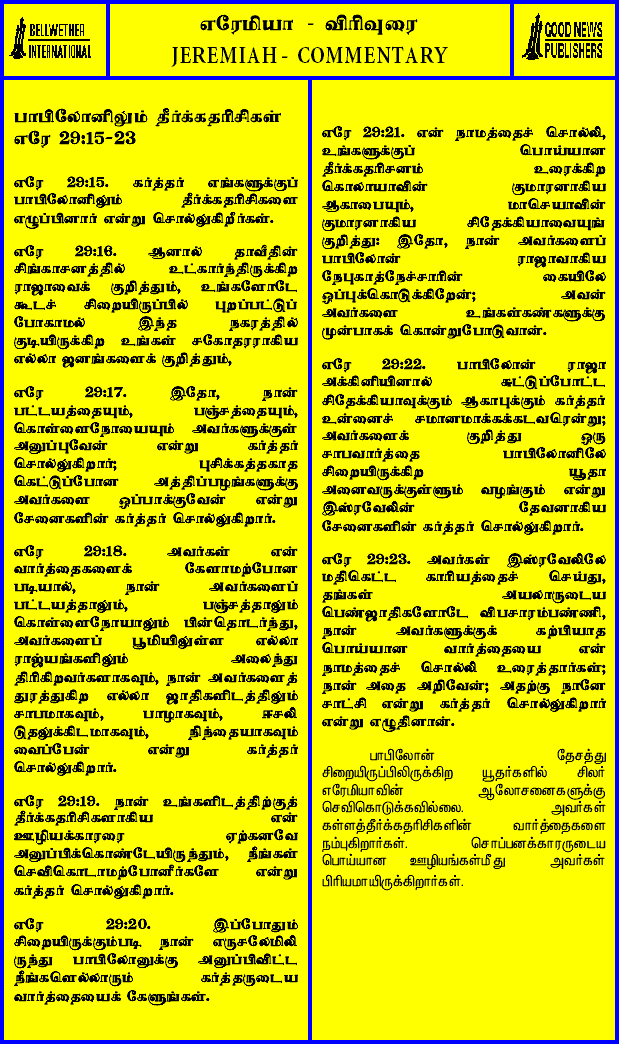 BELLWETHER
INTERNATIONAL
எரேமியா - விரிவுரை
JEREMIAH - COMMENTARY
GOOD NEWS
PUBLISHERS
பாபிலோனிலும் தீர்க்கதரிசிகள்
எரே 29:15-23
எரே 29:15. கர்த்தர் எங்களுக்குப்
பாபிலோனிலும் தீர்க்கதரிசிகளை
எழுப்பினார் என்று சொல்லுகிறீர்கள்.
எரே 29:16. ஆனால் தாவீதின்
சிங்காசனத்தில் உட்கார்ந்திருக்கிற
ராஜாவைக் குறித்தும், உங்களோடே
கூடச் சிறையிருப்பில் புறப்பட்டுப்
போகாமல் இந்த நகரத்தில்
குடியிருக்கிற உங்கள் சகோதரராகிய
எல்லா ஜனங்களைக் குறித்தும்,
எரே 29:17. இதோ, நான்
பட்டயத்தையும், பஞ்சத்தையும்,
கொள்ளைநோயையும் அவர்களுக்குள்
அனுப்புவேன் என்று கர்த்தர்
சொல்லுகிறார்; புசிக்கத்தகாத
கெட்டுப்போன அத்திப்பழங்களுக்கு
அவர்களை ஒப்பாக்குவேன் என்று
சேனைகளின் கர்த்தர் சொல்லுகிறார்.
எரே 29:18. அவர்கள் என்
வார்த்தைகளைக் கேளாமற்போன
படியால், நான் அவர்களைப்
பட்டயத்தாலும், பஞ்சத்தாலும்
கொள்ளைநோயாலும் பின்தொடர்ந்து,
அவர்களைப் பூமியிலுள்ள எல்லா
ராஜ்யங்களிலும் அலைந்து
திரிகிறவர்களாகவும், நான் அவர்களைத்
துரத்துகிற எல்லா ஜாதிகளிடத்திலும்
சாபமாகவும், பாழாகவும், ஈசலி
டுதலுக்கிடமாகவும், நிந்தையாகவும்
வைப்பேன் என்று கர்த்தர்
சொல்லுகிறார்.
எரே 29:19. நான் உங்களிடத்திற்குத்
தீர்க்கதரிசிகளாகிய என்
ஊழியக்காரரை ஏற்கனவே
அனுப்பிக்கொண்டேயிருந்தும், நீங்கள்
செவிகொடாமற்போனீர்களே என்று
கர்த்தர் சொல்லுகிறார்.
எரே 29:20. இப்போதும்
சிறையிருக்கும்படி நான் எருசலேமிலி
ருந்து பாபிலோனுக்கு அனுப்பிவிட்ட
நீங்களெல்லாரும் கர்த்தருடைய
வார்த்தையைக் கேளுங்கள்.
எரே 29:21. என் நாமத்தைச் சொல்லி,
உங்களுக்குப் பொய்யான
தீர்க்கதரிசனம் உரைக்கிற
கொலாயாவின் குமாரனாகிய
ஆகாபையும், மாசெயாவின்
குமாரனாகிய சிதேக்கியாவையுங்
குறித்து: இதோ, நான் அவர்களைப்
பாபிலோன் ராஜாவாகிய
நேபுகாத்நேச்சாரின் கையிலே
ஒப்புக்கொடுக்கிறேன்; அவன்
அவர்களை உங்கள்கண்களுக்கு
முன்பாகக் கொன்றுபோடுவான்.
எரே 29:22. பாபிலோன் ராஜா
அக்கினியினால் சுட்டுப்போட்ட
சிதேக்கியாவுக்கும் ஆகாபுக்கும் கர்த்தர்
உன்னைச் சமானமாக்கக்கடவரென்று;
அவர்களைக் குறித்து ஒரு
சாபவார்த்தை பாபிலோனிலே
சிறையிருக்கிற யூதா
அனைவருக்குள்ளும் வழங்கும் என்று
இஸ்ரவேலின் தேவனாகிய
சேனைகளின் கர்த்தர் சொல்லுகிறார்.
எரே 29:23. அவர்கள் இஸ்ரவேலிலே
மதிகெட்ட காரியத்தைச் செய்து,
தங்கள் அயலாருடைய
பெண்ஜாதிகளோடே விபசாரம்பண்ணி,
நான் அவர்களுக்குக் கற்பியாத
பொய்யான வார்த்தையை என்
நாமத்தைச் சொல்லி உரைத்தார்கள்;
நான் அதை அறிவேன்; அதற்கு நானே
சாட்சி என்று கர்த்தர் சொல்லுகிறார்
என்று எழுதினான்.
பாபிலோன் தேசத்து
சிறையிருப்பிலிருக்கிற யூதர்களில் சிலர்
எரேமியாவின் ஆலோசனைகளுக்கு
செவிகொடுக்கவில்லை. அவர்கள்
கள்ளத்தீர்க்கதரிசிகளின் வார்த்தைகளை
நம்புகிறார்கள். சொப்பனக்காரருடைய
பொய்யான ஊழியங்கள்மீது அவர்கள்
பிரியமாயிருக்கிறார்கள்.